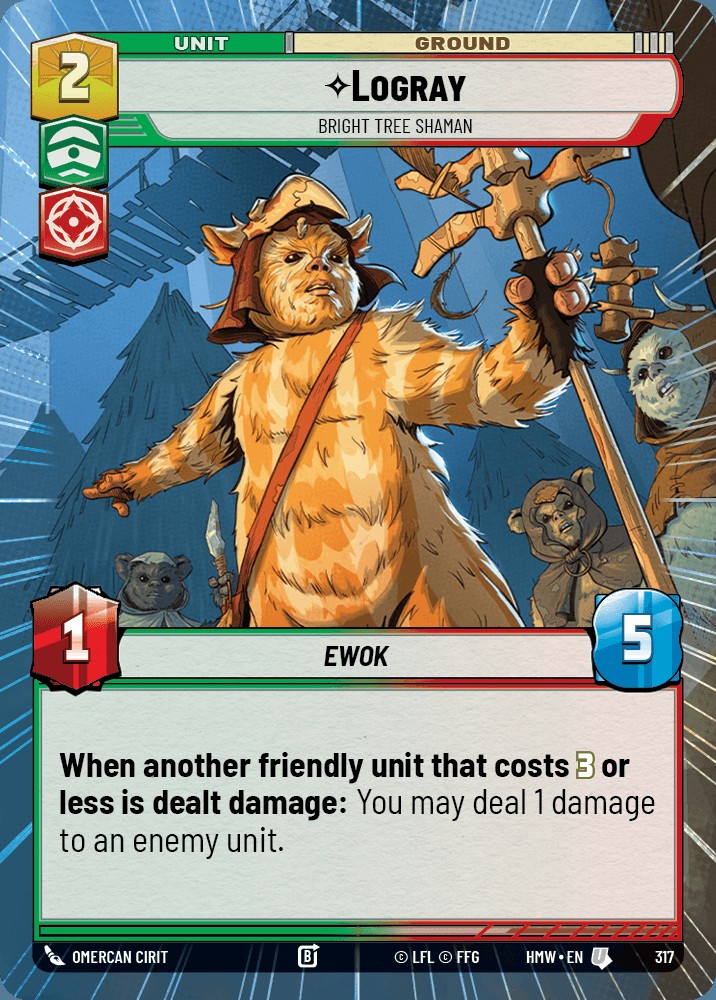 UNIT
GROUND
2
✧LOGRAY
BRIGHT TREE SHAMAN
1
EWOK
5
When another friendly unit that costs 3 or
less is dealt damage: You may deal 1 damage
to an enemy unit.
OMERCAN CIRIT
B
© LFL © FFG
HMW • EN
U
317